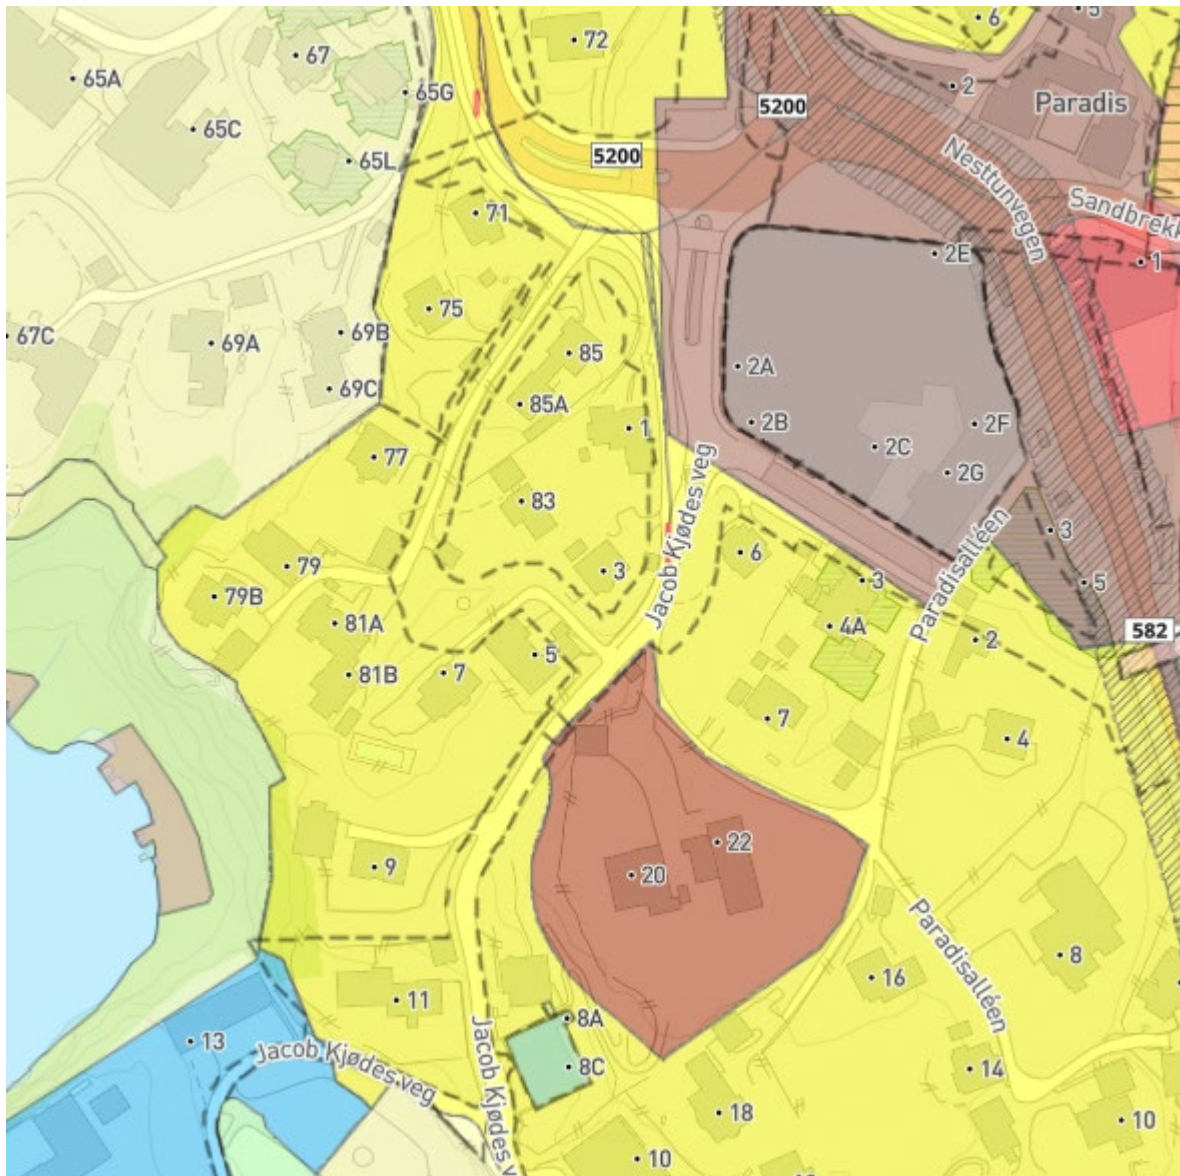 72
6
5
67
65A
65G
2
Paradis
5200
65C
5200
65L
Nesttunvegen
Sandbrekk
71
2E
1
75
67C
69A
69B
85
2A
69C
85A
1
2B
2F
77
2C
2G
83
Jacob Kjødes veg
3
6
79
3
3
5
79B
81A
4A
Paradisalléen
582
5
2
81B
7
7
4
22
9
20
Paradisalléen
8
16
11
8A
13
Jacob Kjødes veg
Jacob Kjødes v
8C
14
18
10
10